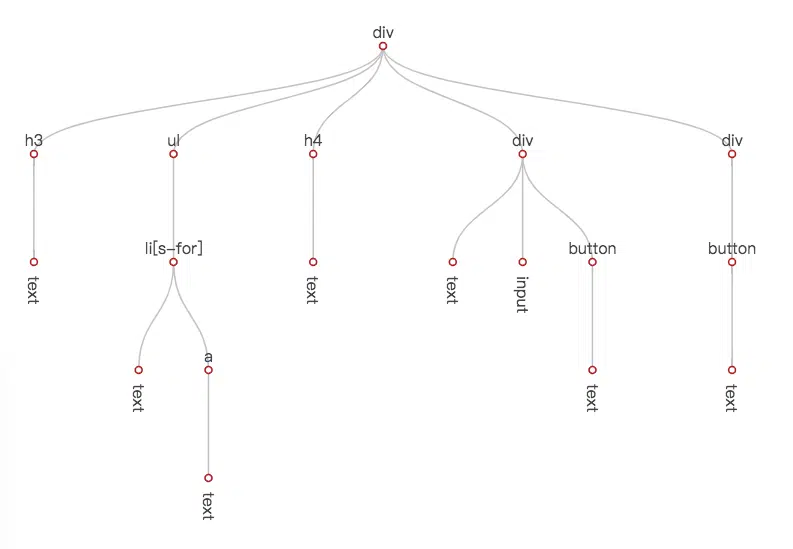 div
h3
ul
h4
div
div
text
li[s-for]
text
text
input
button
button
text
a
text
text
text